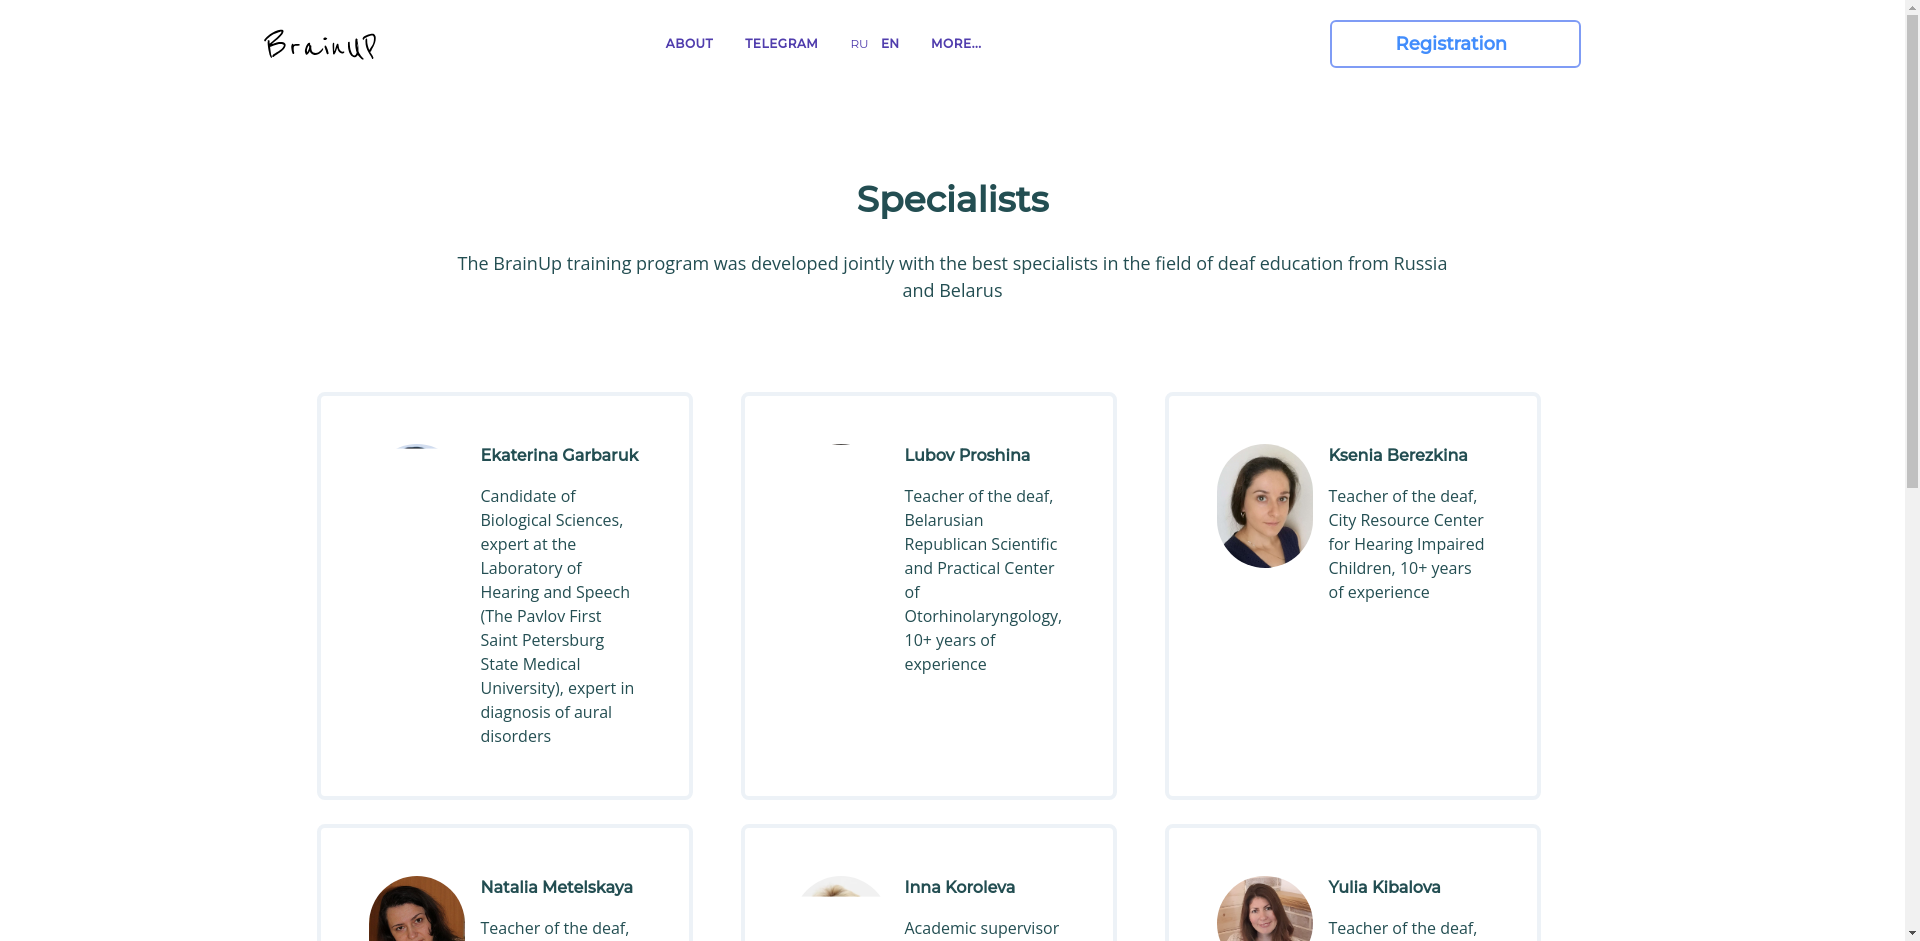 BrainUP
ABOUT
TELEGRAM
RU
EN
MORE...
Registration
Specialists
The BrainUp training program was developed jointly with the best specialists in the field of deaf education from Russia
and Belarus
Ekaterina Garbaruk
Candidate of
Biological Sciences,
expert at the
Laboratory of
Hearing and Speech
(The Pavlov First
Saint Petersburg
State Medical
University), expert in
diagnosis of aural
disorders
Lubov Proshina
Teacher of the deaf,
Belarusian
Republican Scientific
and Practical Center
of
Otorhinolaryngology,
10+ years of
experience
Ksenia Berezkina
Teacher of the deaf,
City Resource Center
for Hearing Impaired
Children, 10+ years
of experience
Natalia Metelskaya
Teacher of the deaf,
Inna Koroleva
Academic supervisor
Yulia Kibalova
Teacher of the deaf,